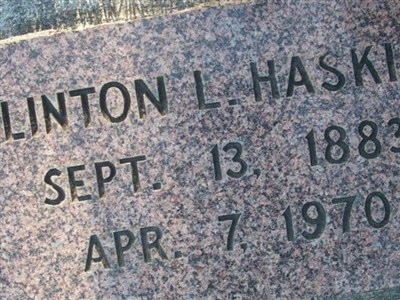 LINTON L. HASKI
SEPT. 13, 1883
APR. 7, 1970